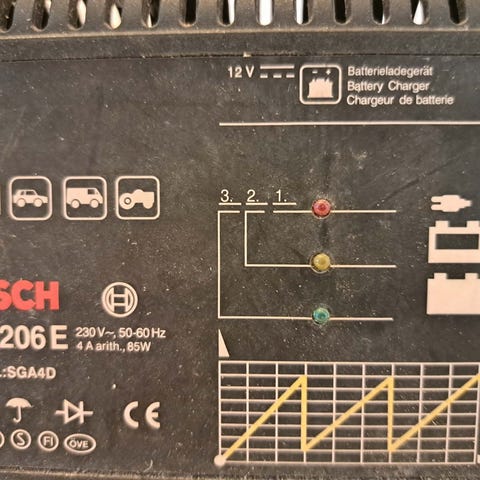 12 V
Batterieladegerät
Battery Charger
Chargeur de batterie
3. 2. 1.
SCH
206 E
230 V~, 50-60 Hz
4 A arith., 85W
.:SGA4D
CE
S FI ÖVE